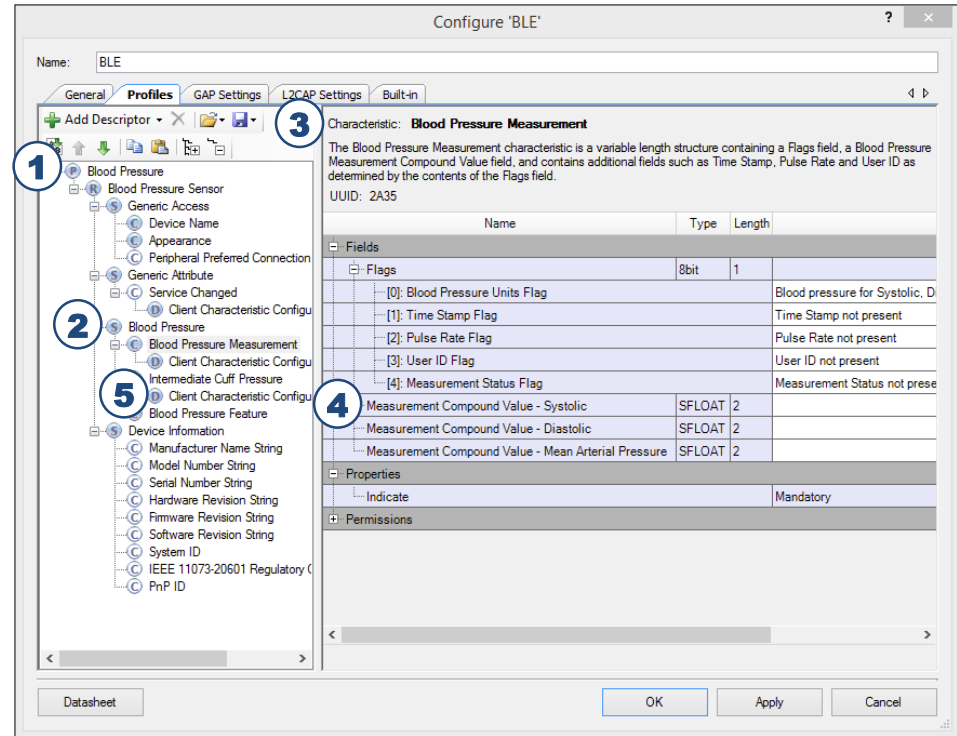 Configure 'BLE'
?
Name: BLE
General Profiles GAP Settings L2CAP Settings Built-in
Add Descriptor
3
Characteristic: Blood Pressure Measurement
The Blood Pressure Measurement characteristic is a variable length structure containing a Flags field, a Blood Pressure
Measurement Compound Value field, and contains additional fields such as Time Stamp, Pulse Rate and User ID as
determined by the contents of the Flags field.
UUID: 2A35
1
P Blood Pressure
R Blood Pressure Sensor
S Generic Access
C Device Name
C Appearance
C Peripheral Preferred Connection
S Generic Attribute
C Service Changed
D Client Characteristic Configu
2
S Blood Pressure
C Blood Pressure Measurement
D Client Characteristic Configu
Intermediate Cuff Pressure
5
D Client Characteristic Configu
Blood Pressure Feature
S Device Information
C Manufacturer Name String
C Model Number String
C Serial Number String
C Hardware Revision String
C Firmware Revision String
C Software Revision String
C System ID
C IEEE 11073-20601 Regulatory C
C PnP ID
Name Type Length
Fields
Flags 8bit 1
[0]: Blood Pressure Units Flag Blood pressure for Systolic, D
[1]: Time Stamp Flag Time Stamp not present
[2]: Pulse Rate Flag Pulse Rate not present
[3]: User ID Flag User ID not present
[4]: Measurement Status Flag Measurement Status not prese
4
Measurement Compound Value - Systolic SFLOAT 2
Measurement Compound Value - Diastolic SFLOAT 2
Measurement Compound Value - Mean Arterial Pressure SFLOAT 2
Properties
Indicate Mandatory
Permissions
Datasheet OK Apply Cancel